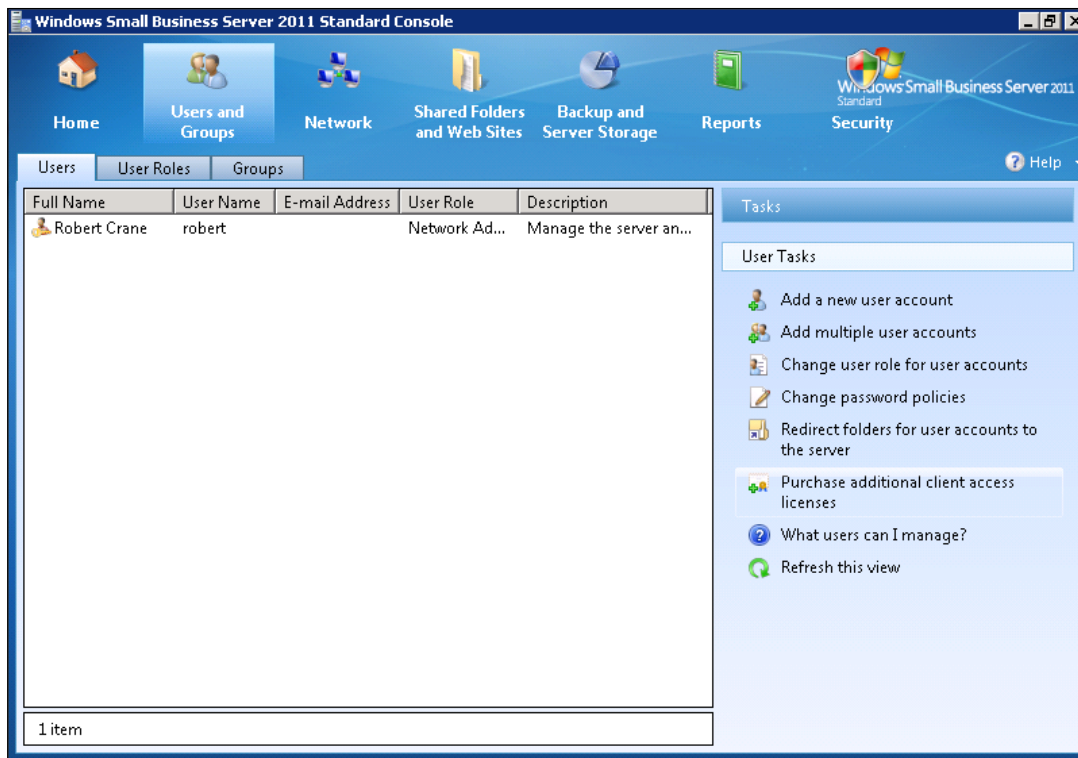 Windows Small Business Server 2011 Standard Console
Home
Users and
Groups
Network
Shared Folders
and Web Sites
Backup and
Server Storage
Reports
Security
Windows Small Business Server 2011
Standard
Users
User Roles
Groups
Help
Full Name
User Name
E-mail Address
User Role
Description
Robert Crane
robert
Network Ad...
Manage the server an...
1 item
Tasks
User Tasks
Add a new user account
Add multiple user accounts
Change user role for user accounts
Change password policies
Redirect folders for user accounts to
the server
Purchase additional client access
licenses
What users can I manage?
Refresh this view